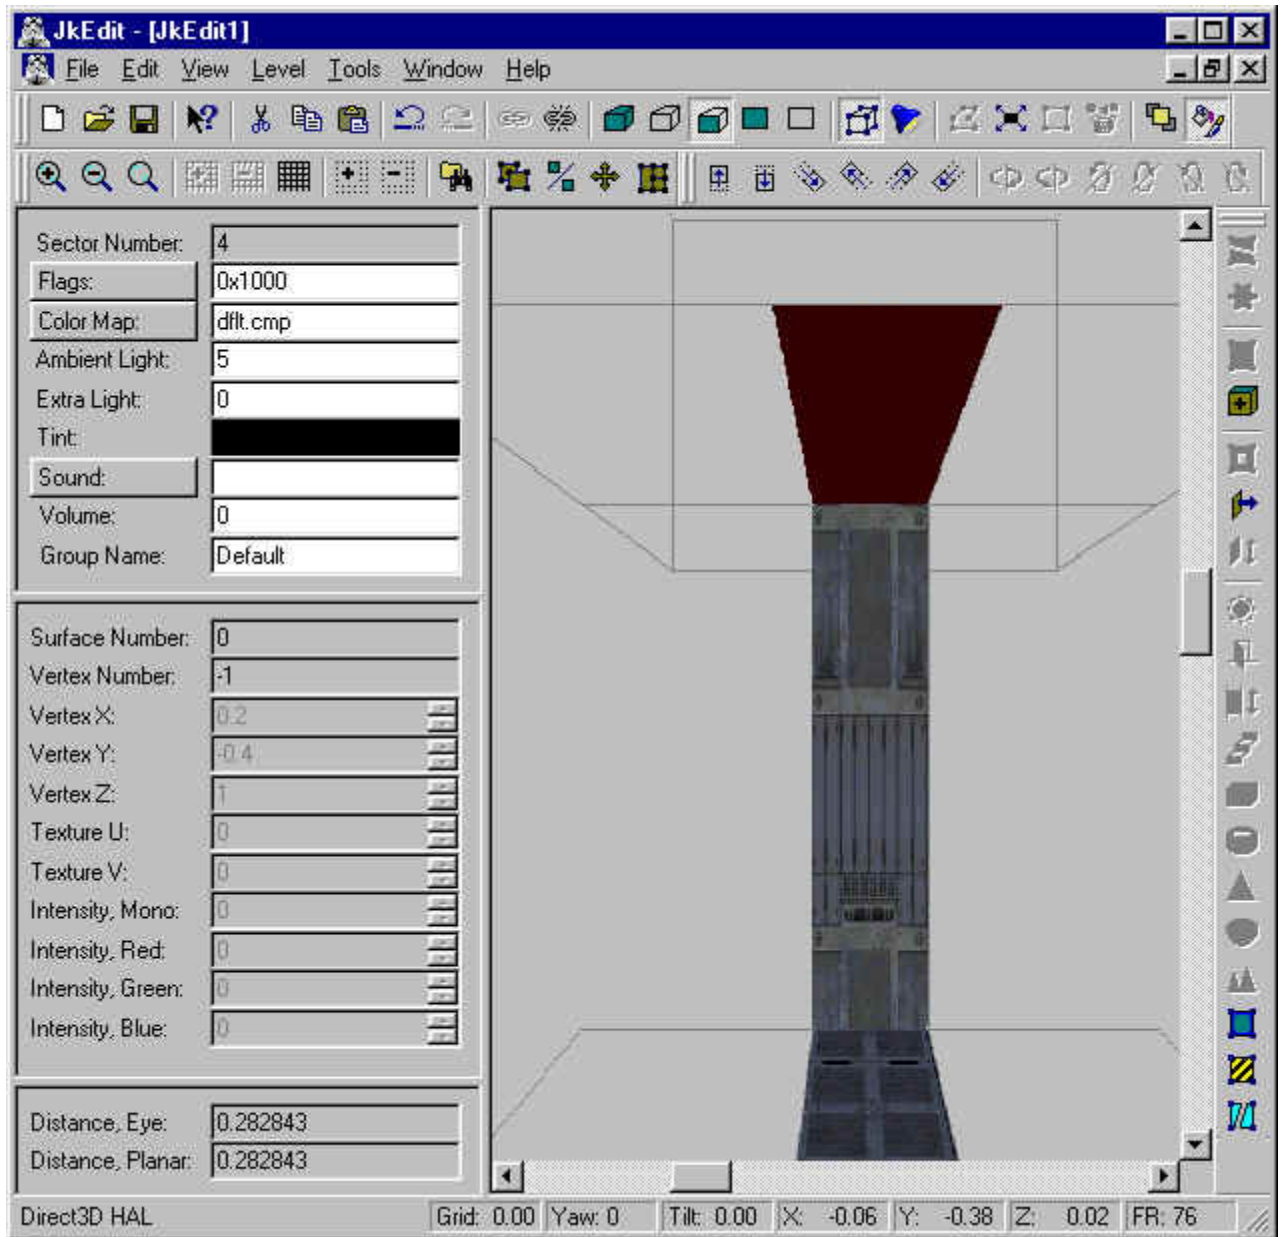 JkEdit - [JkEdit1]
File Edit View Level Tools Window Help
Sector Number: 4
Flags: 0x1000
Color Map: dflt.cmp
Ambient Light: 5
Extra Light: 0
Tint:
Sound:
Volume: 0
Group Name: Default
Surface Number: 0
Vertex Number: -1
Vertex X: 0.2
Vertex Y: -0.4
Vertex Z: 1
Texture U: 0
Texture V: 0
Intensity, Mono: 0
Intensity, Red: 0
Intensity, Green: 0
Intensity, Blue: 0
Distance, Eye: 0.282843
Distance, Planar: 0.282843
Direct3D HAL Grid: 0.00 Yaw: 0 Tilt: 0.00 X: -0.06 Y: -0.38 Z: 0.02 FR: 76